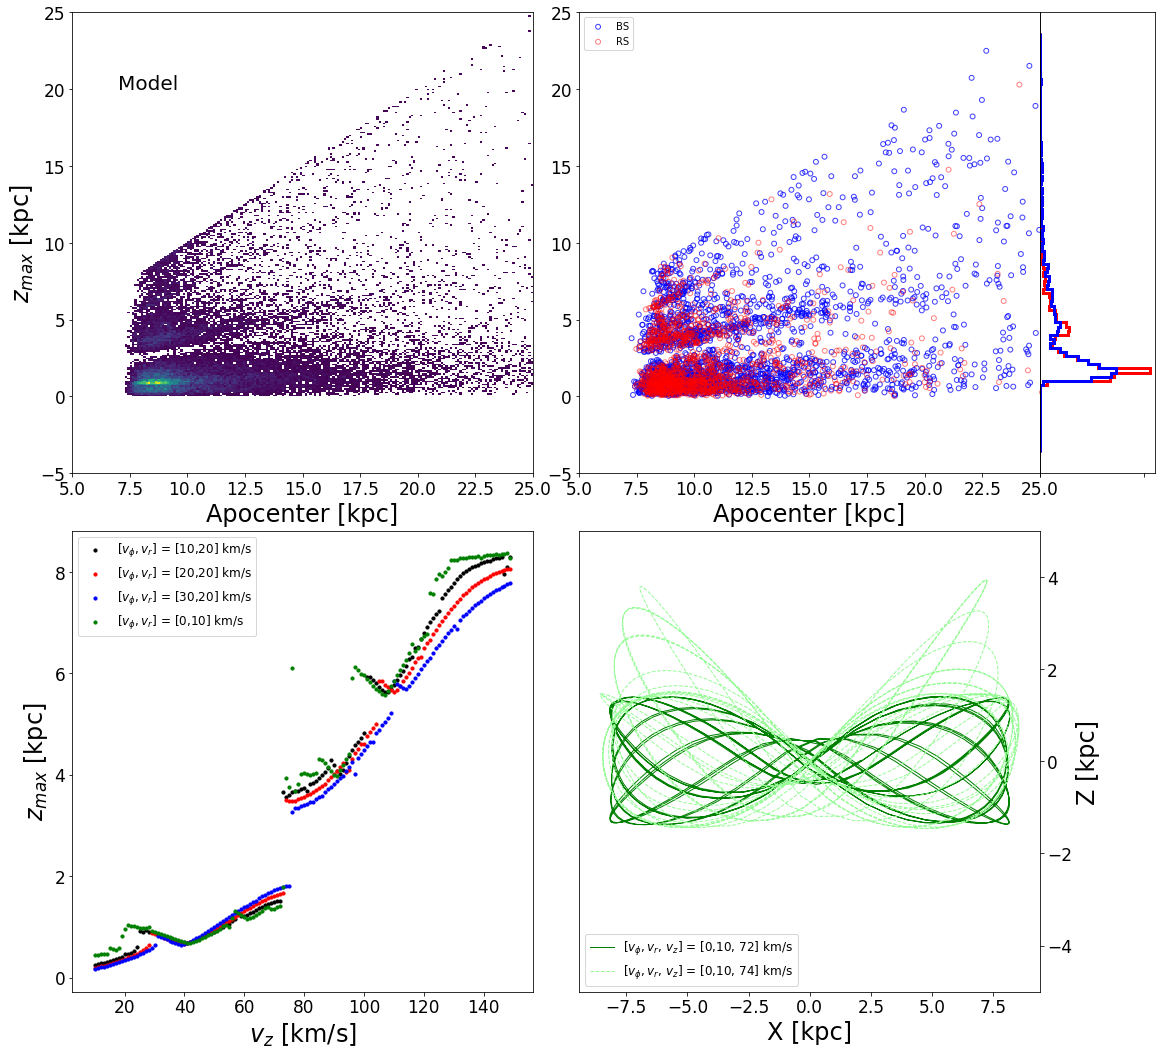 25
20
15
10
5
0
−5
z_max [kpc]
Model
5.0 7.5 10.0 12.5 15.0 17.5 20.0 22.5 25.0
Apocenter [kpc]
BS
RS
25
20
15
10
5
0
−5
5.0 7.5 10.0 12.5 15.0 17.5 20.0 22.5 25.0
Apocenter [kpc]
[v_ϕ, v_r] = [10,20] km/s
[v_ϕ, v_r] = [20,20] km/s
[v_ϕ, v_r] = [30,20] km/s
[v_ϕ, v_r] = [0,10] km/s
8
6
4
2
0
z_max [kpc]
20 40 60 80 100 120 140
v_z [km/s]
4
2
0
−2
−4
Z [kpc]
[v_ϕ, v_r, v_z] = [0,10, 72] km/s
[v_ϕ, v_r, v_z] = [0,10, 74] km/s
−7.5 −5.0 −2.5 0.0 2.5 5.0 7.5
X [kpc]